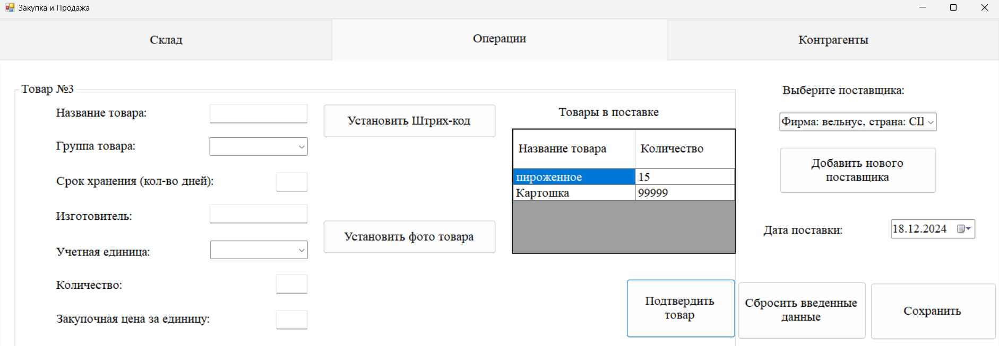 Закупка и Продажа
Склад
Операции
Контрагенты
Товар №3
Название товара:
Группа товара:
Срок хранения (кол-во дней):
Изготовитель:
Учетная единица:
Количество:
Закупочная цена за единицу:
Установить Штрих-код
Установить фото товара
Товары в поставке
Название товара
Количество
пироженное
15
Картошка
99999
Подтвердить
товар
Выберите поставщика:
Фирма: вельнус, страна:
Добавить нового
поставщика
Дата поставки:
18.12.2024
Сбросить введенные
данные
Сохранить